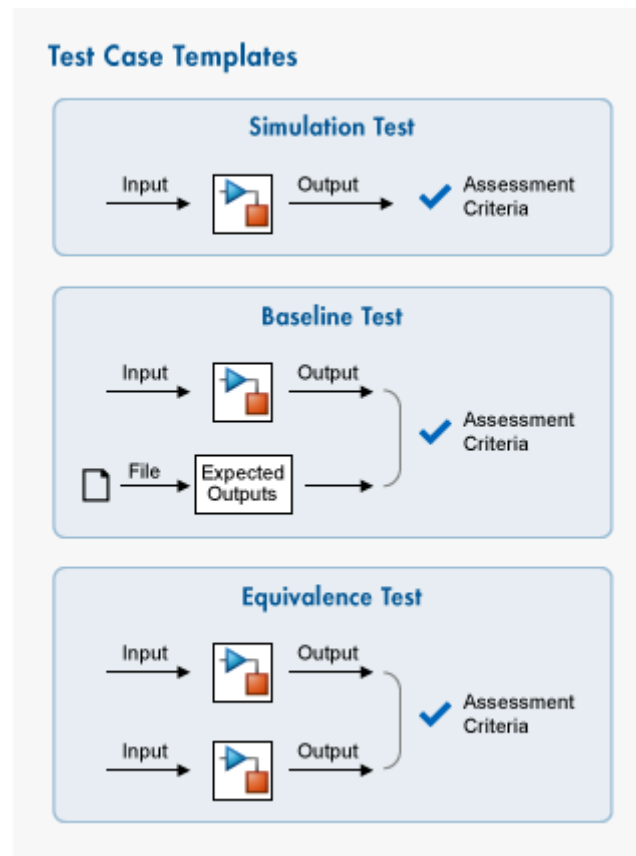 Test Case Templates
Simulation Test
Input
Output
Assessment
Criteria
Baseline Test
Input
Output
Assessment
Criteria
File
Expected
Outputs
Equivalence Test
Input
Output
Assessment
Criteria
Input
Output